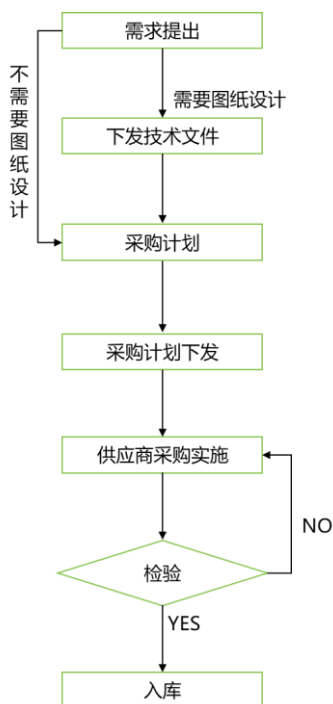 需求提出
不需要图纸设计
需要图纸设计
下发技术文件
采购计划
采购计划下发
供应商采购实施
NO
检验
YES
入库